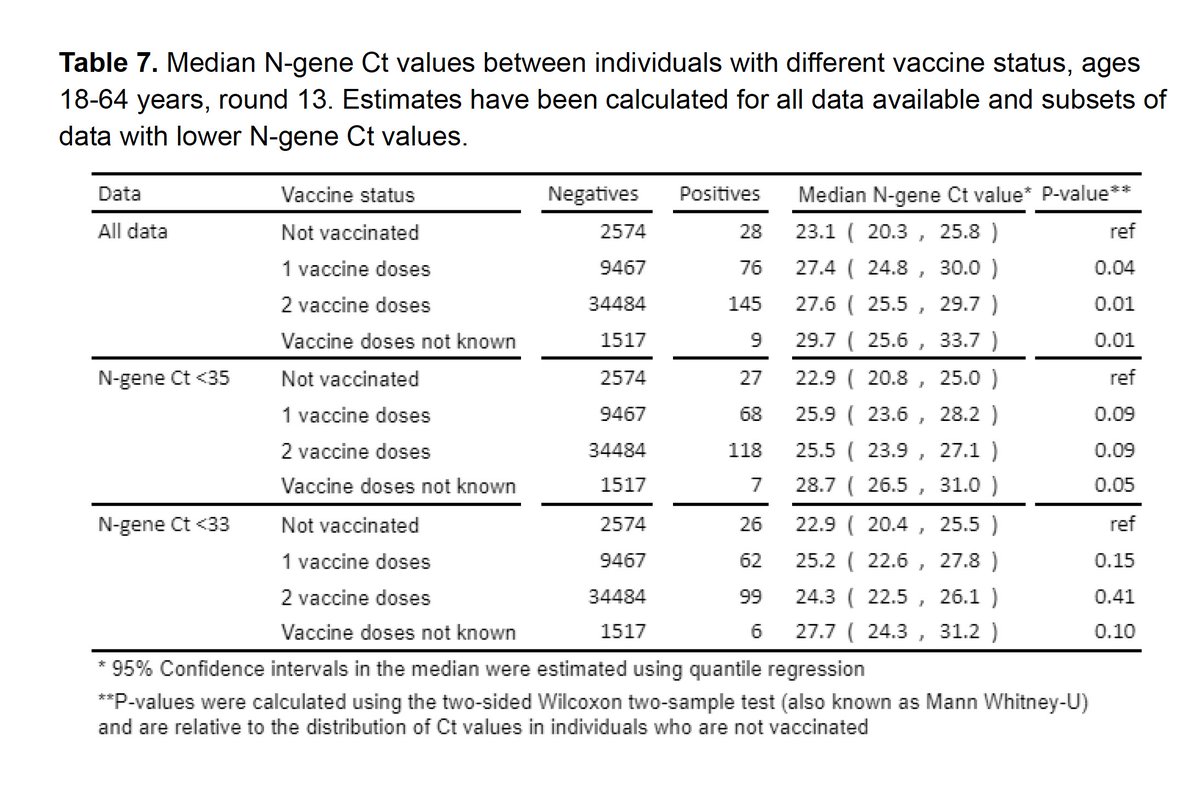 Table 7. Median N-gene Ct values between individuals with different vaccine status, ages
18-64 years, round 13. Estimates have been calculated for all data available and subsets of
data with lower N-gene Ct values.
Data Vaccine status Negatives Positives Median N-gene Ct value* P-value**
All data Not vaccinated 2574 28 23.1 ( 20.3 , 25.8 ) ref
1 vaccine doses 9467 76 27.4 ( 24.8 , 30.0 ) 0.04
2 vaccine doses 34484 145 27.6 ( 25.5 , 29.7 ) 0.01
Vaccine doses not known 1517 9 29.7 ( 25.6 , 33.7 ) 0.01
N-gene Ct <35 Not vaccinated 2574 27 22.9 ( 20.8 , 25.0 ) ref
1 vaccine doses 9467 68 25.9 ( 23.6 , 28.2 ) 0.09
2 vaccine doses 34484 118 25.5 ( 23.9 , 27.1 ) 0.09
Vaccine doses not known 1517 7 28.7 ( 26.5 , 31.0 ) 0.05
N-gene Ct <33 Not vaccinated 2574 26 22.9 ( 20.4 , 25.5 ) ref
1 vaccine doses 9467 62 25.2 ( 22.6 , 27.8 ) 0.15
2 vaccine doses 34484 99 24.3 ( 22.5 , 26.1 ) 0.41
Vaccine doses not known 1517 6 27.7 ( 24.3 , 31.2 ) 0.10
* 95% Confidence intervals in the median were estimated using quantile regression
**P-values were calculated using the two-sided Wilcoxon two-sample test (also known as Mann Whitney-U)
and are relative to the distribution of Ct values in individuals who are not vaccinated